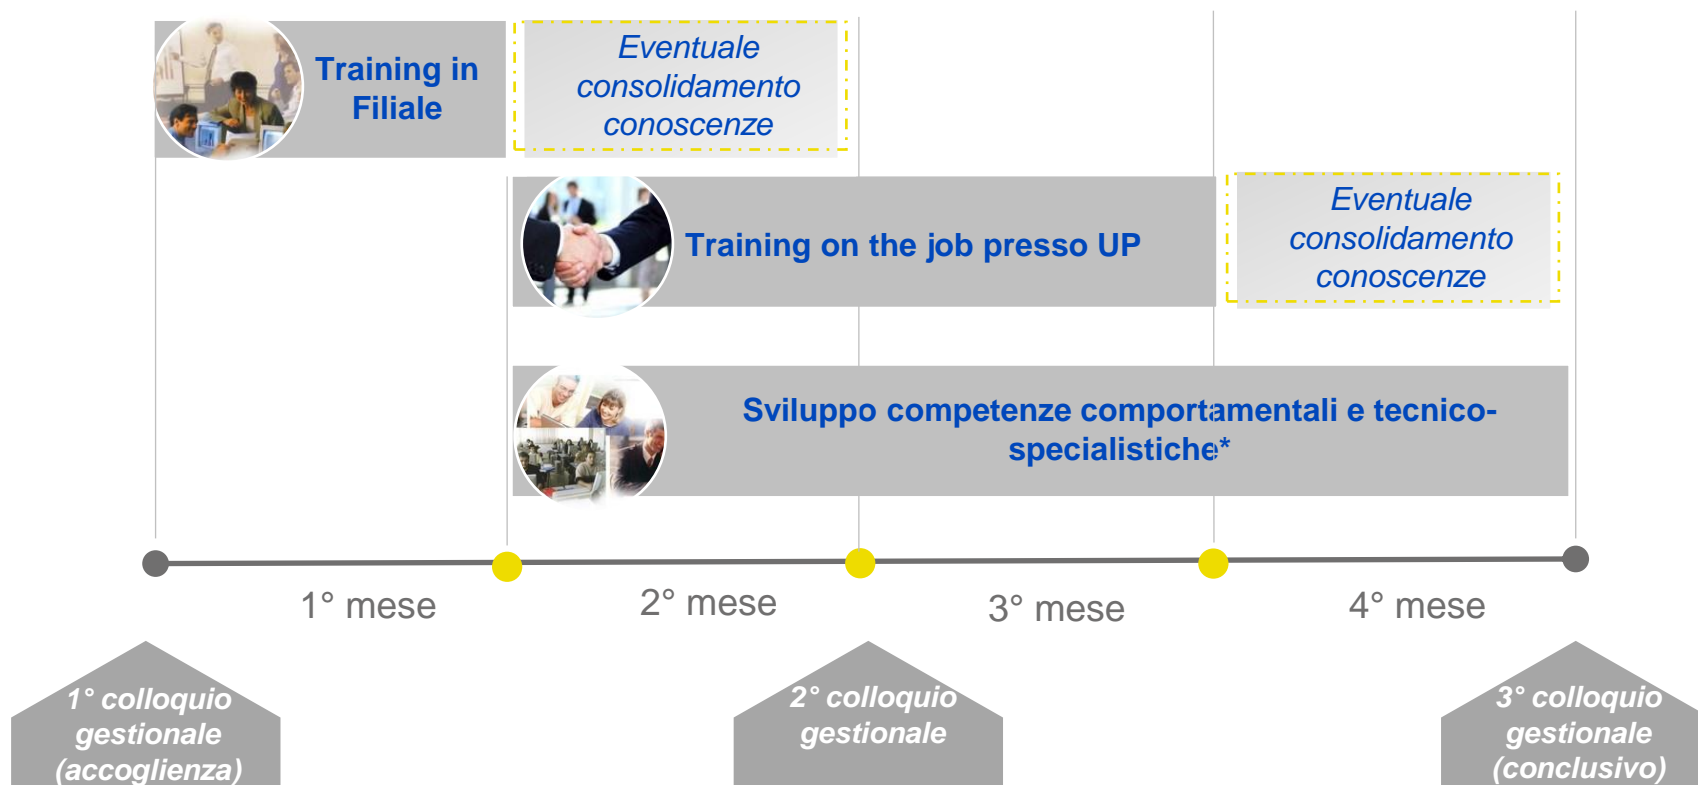 Training in
Filiale
Eventuale
consolidamento
conoscenze
Training on the job presso UP
Eventuale
consolidamento
conoscenze
Sviluppo competenze comportamentali e tecnico-
specialistiche*
1° mese
2° mese
3° mese
4° mese
1° colloquio
gestionale
(accoglienza)
2° colloquio
gestionale
3° colloquio
gestionale
(conclusivo)